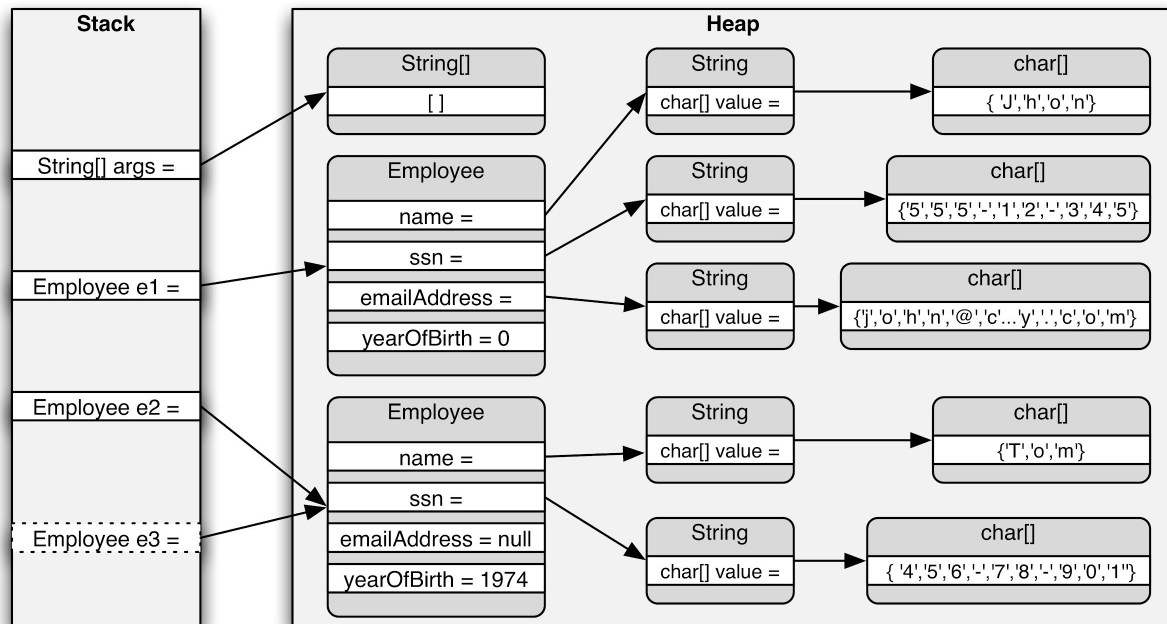 Stack
String[] args =
Employee e1 =
Employee e2 =
Employee e3 =
Heap
String[]
[ ]
Employee
name =
ssn =
emailAddress =
yearOfBirth = 0
Employee
name =
ssn =
emailAddress = null
yearOfBirth = 1974
String
char[] value =
char[]
{ 'J','h','o','n'}
String
char[] value =
char[]
{'5','5','5','-','1','2','-','3','4','5'}
String
char[] value =
char[]
{'j','o','h','n','@','c'...'y','.','c','o','m'}
String
char[] value =
char[]
{'T','o','m'}
String
char[] value =
char[]
{ '4','5','6','-','7','8','-','9','0','1"}